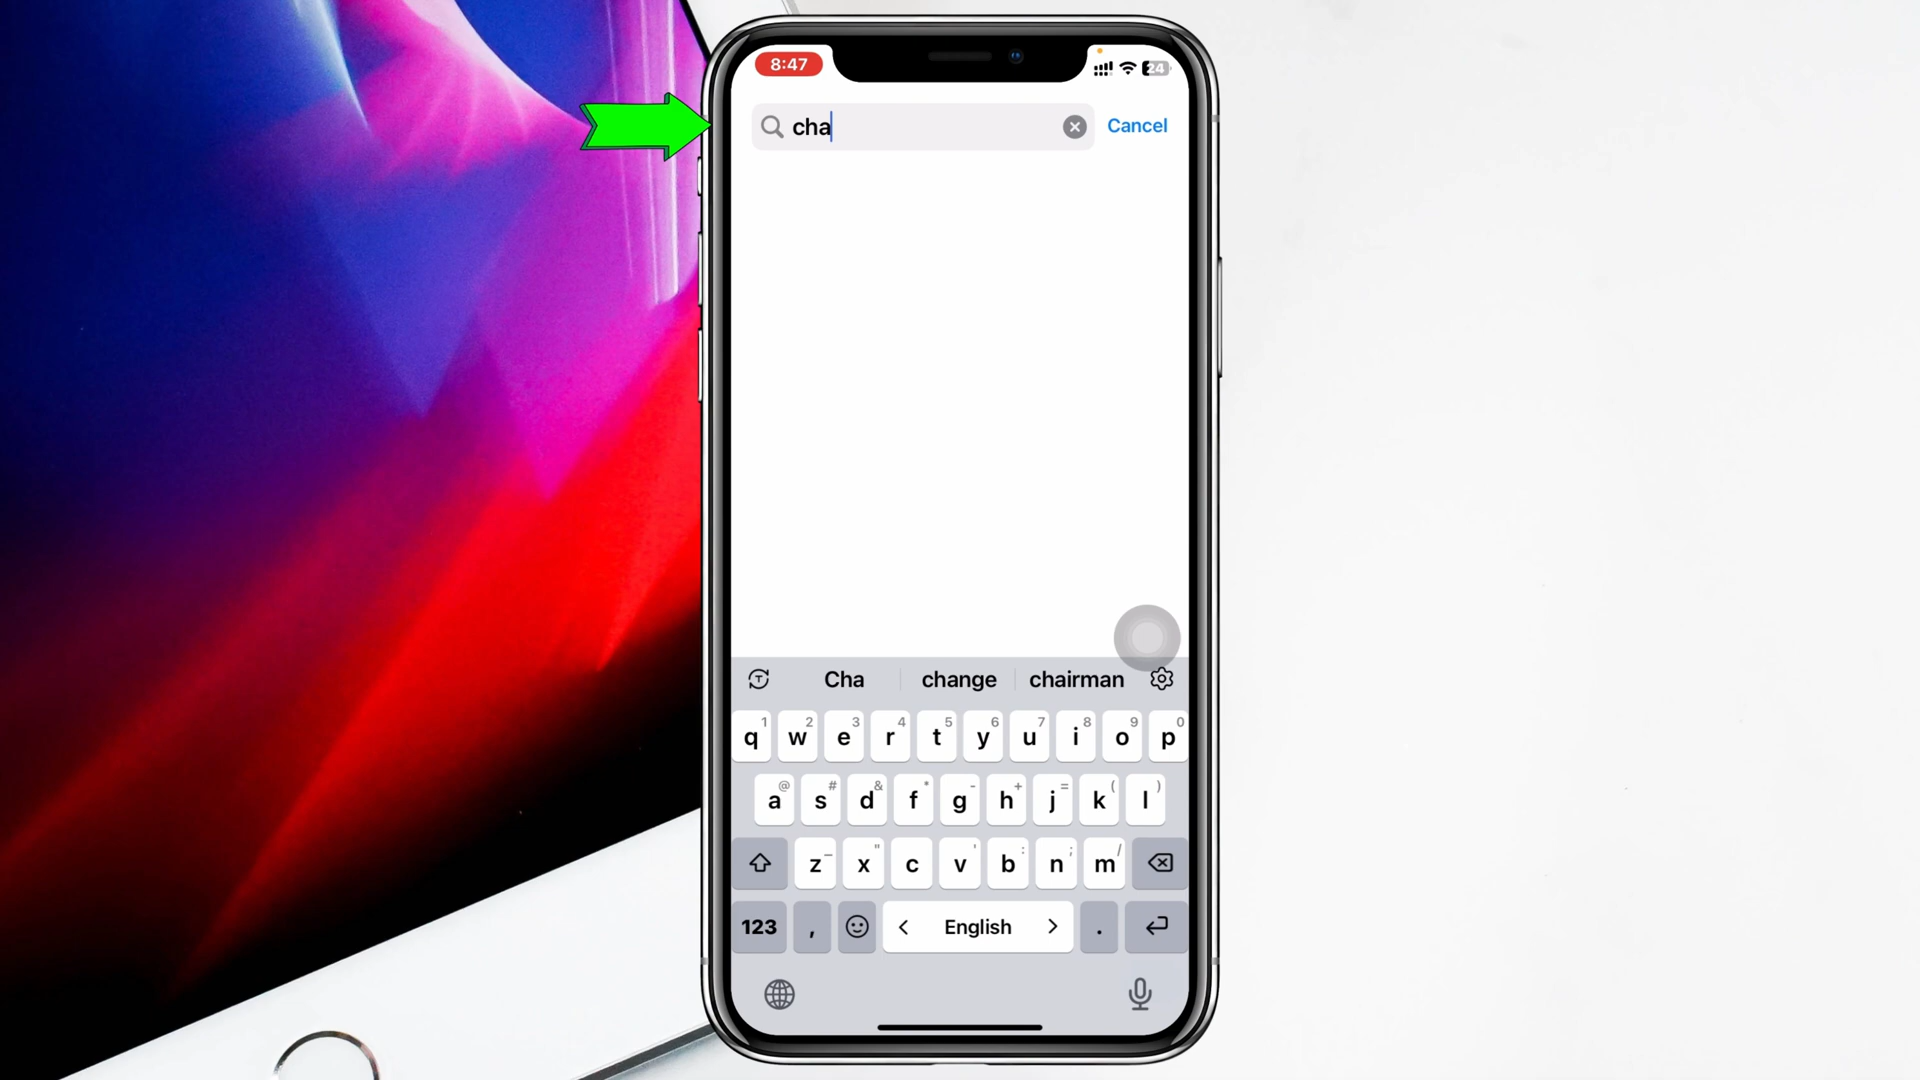 8:47
24
cha
Cancel
Cha change chairman
1 2 3 4 5 6 7 8 9 0
q w e r t y u i o p
@ # & * - + = ( )
a s d f g h j k l
_ " ' : ; /
z x c v b n m
123 , < English > .